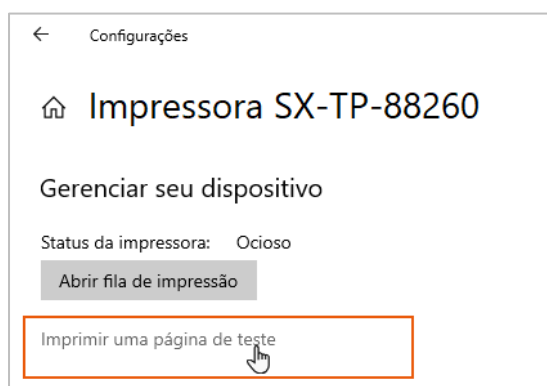 Configurações
Impressora SX-TP-88260
Gerenciar seu dispositivo
Status da impressora: Ocioso
Abrir fila de impressão
Imprimir uma página de teste